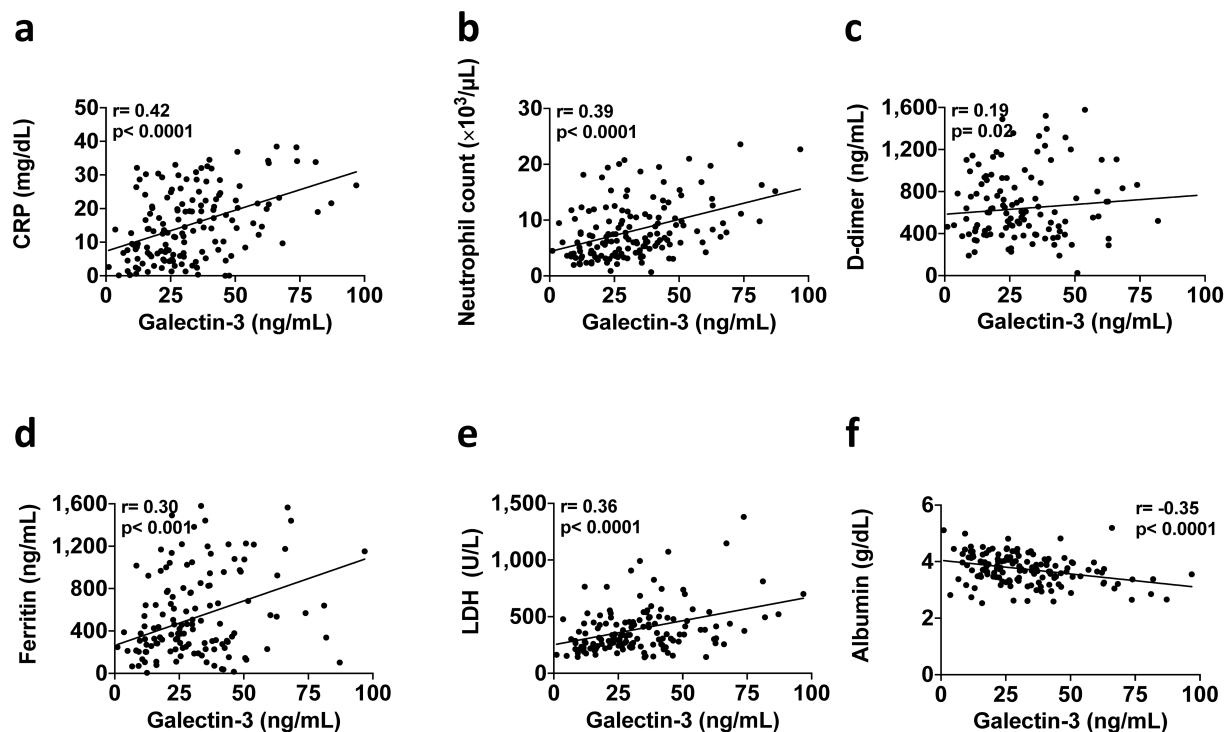 a
CRP (mg/dL)
r= 0.42
p< 0.0001
50
40
30
20
10
0
0 25 50 75 100
Galectin-3 (ng/mL)
b
Neutrophil count (×10³/µL)
r= 0.39
p< 0.0001
30
20
10
0
0 25 50 75 100
Galectin-3 (ng/mL)
c
D-dimer (ng/mL)
r= 0.19
p= 0.02
1,600
1,200
800
400
0
0 25 50 75 100
Galectin-3 (ng/mL)
d
Ferritin (ng/mL)
r= 0.30
p< 0.001
1,600
1,200
800
400
0
0 25 50 75 100
Galectin-3 (ng/mL)
e
LDH (U/L)
r= 0.36
p< 0.0001
1,500
1,000
500
0
0 25 50 75 100
Galectin-3 (ng/mL)
f
Albumin (g/dL)
r= -0.35
p< 0.0001
6
4
2
0
0 25 50 75 100
Galectin-3 (ng/mL)